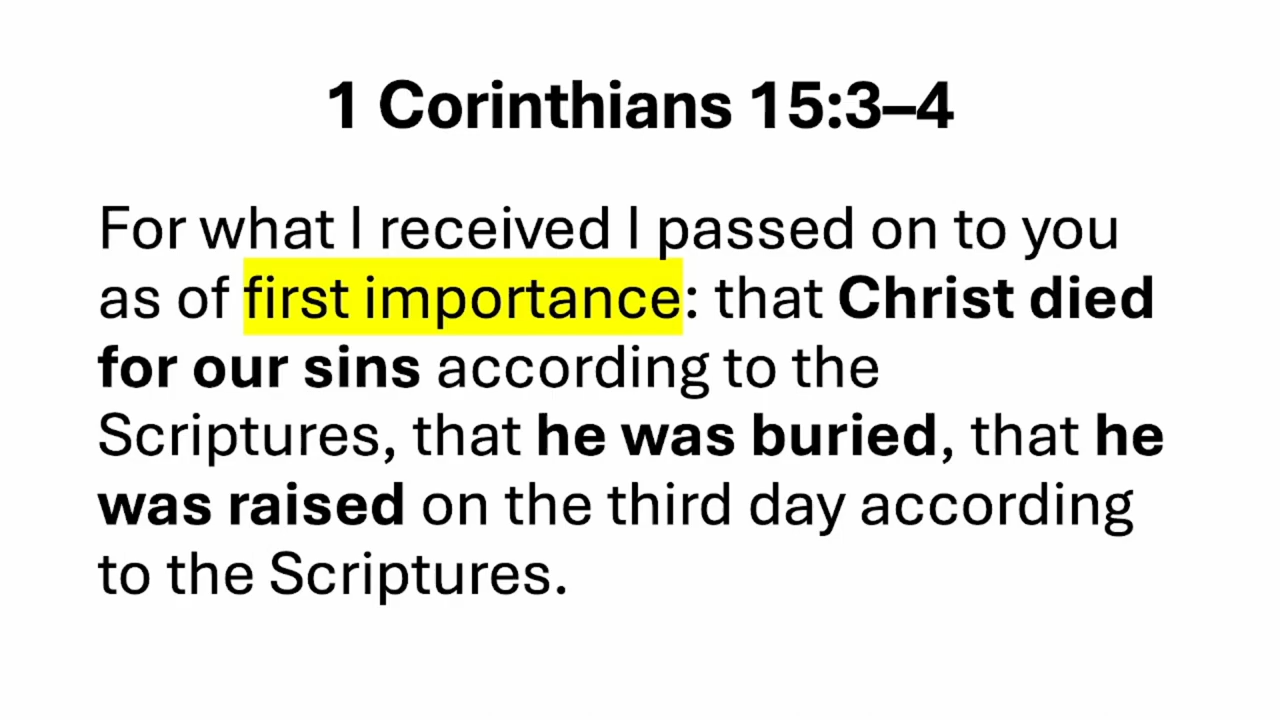 1 Corinthians 15:3–4
For what I received I passed on to you
as of first importance: that Christ died
for our sins according to the
Scriptures, that he was buried, that he
was raised on the third day according
to the Scriptures.